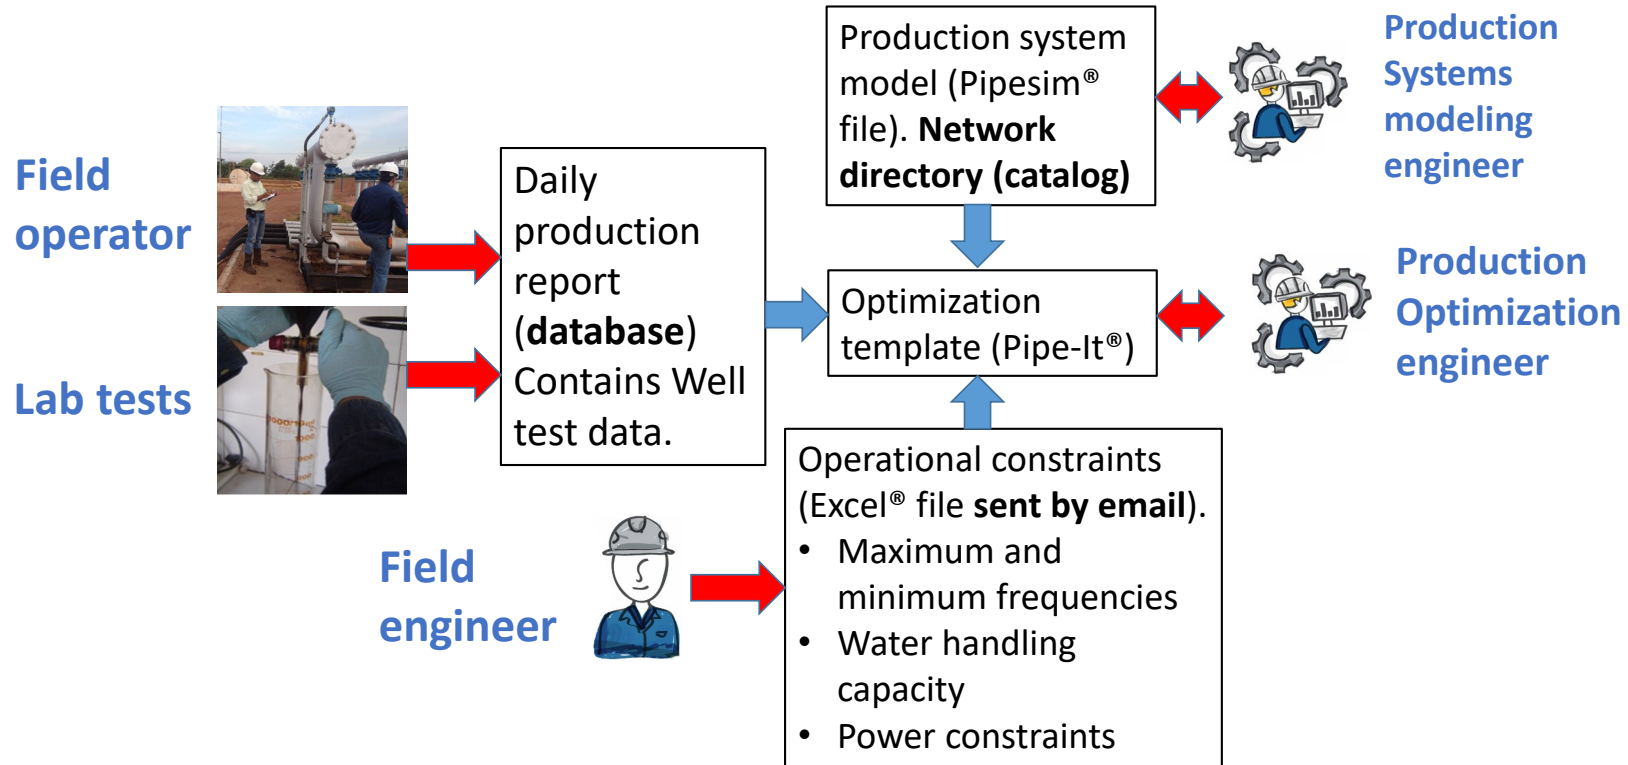 Field
operator
Lab tests
Daily
production
report
(database)
Contains Well
test data.
Production system
model (Pipesim®
file). Network
directory (catalog)
Production
Systems
modeling
engineer
Optimization
template (Pipe-It®)
Production
Optimization
engineer
Field
engineer
Operational constraints
(Excel® file sent by email).
• Maximum and
minimum frequencies
• Water handling
capacity
• Power constraints